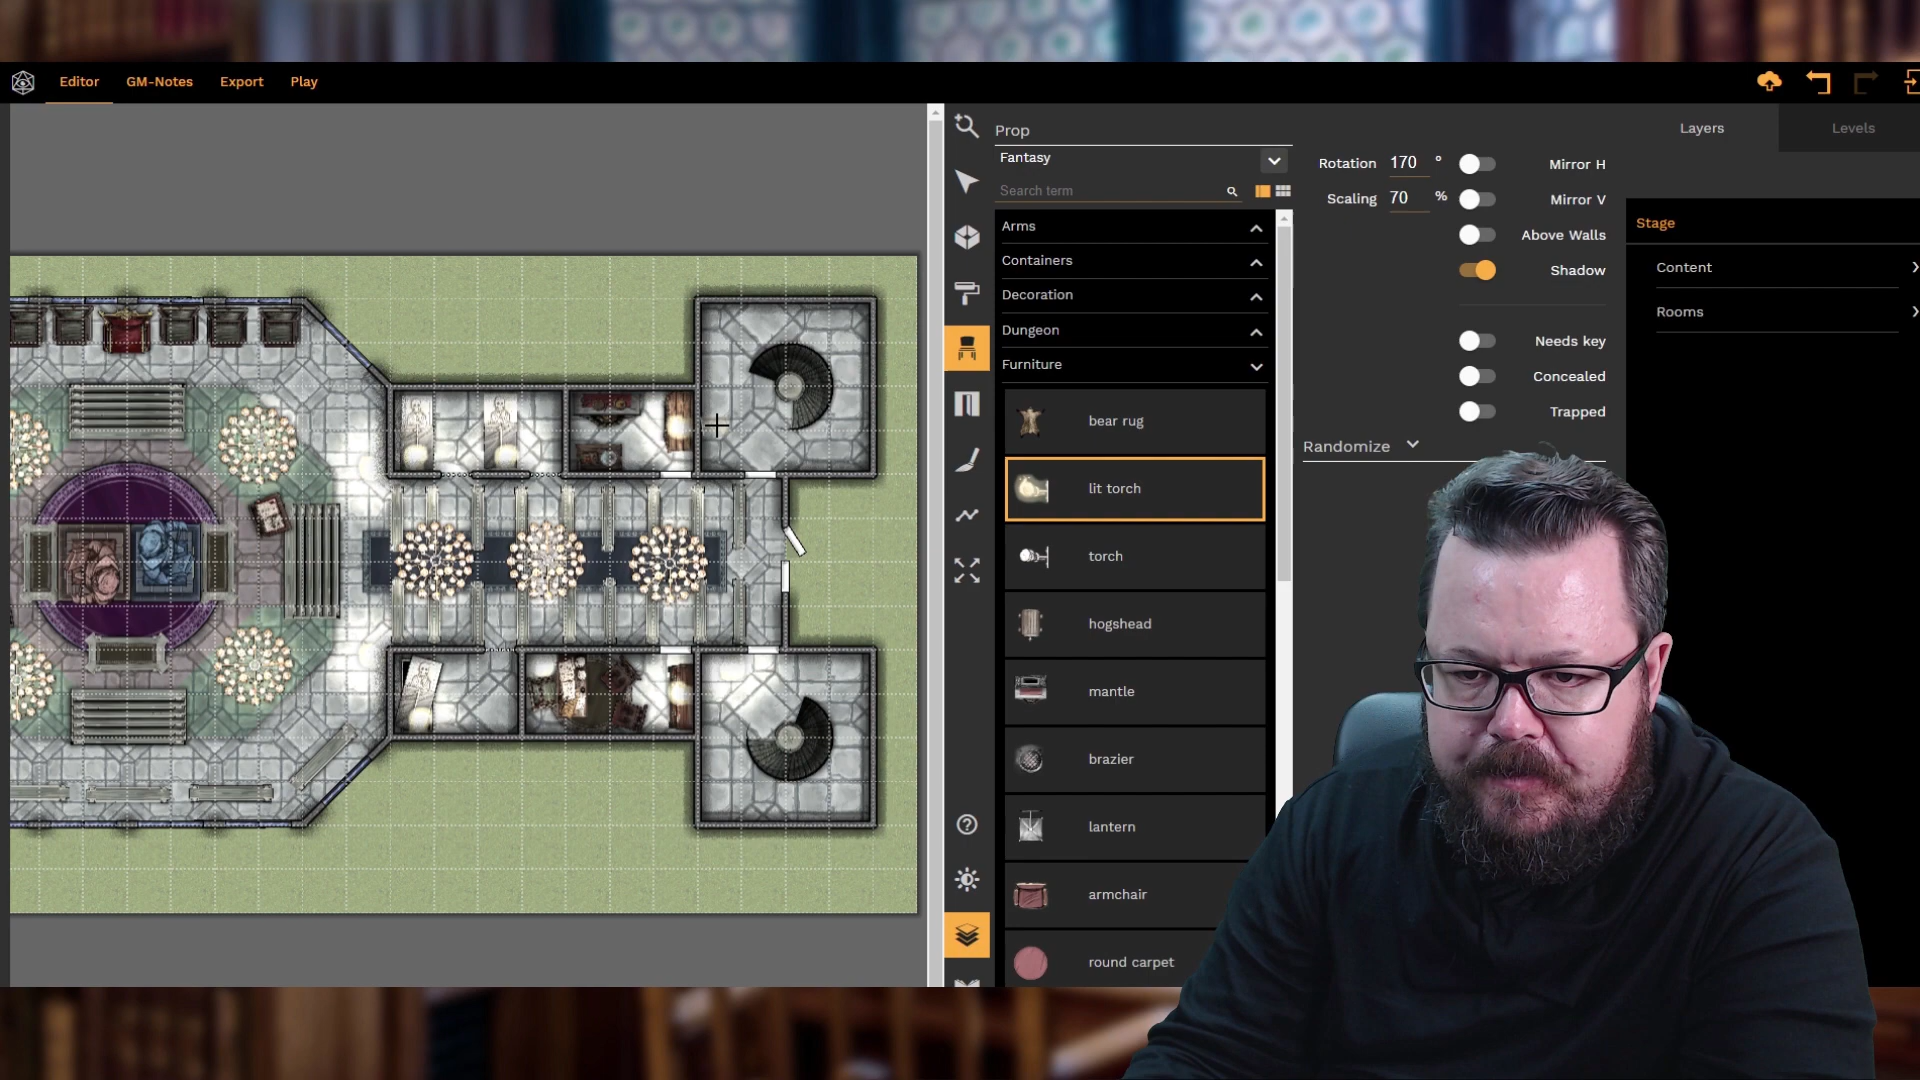 Editor GM-Notes Export Play
Prop
Fantasy
Search term
Arms
Containers
Decoration
Dungeon
Furniture
bear rug
lit torch
torch
hogshead
mantle
brazier
lantern
armchair
round carpet
Rotation 170 °
Scaling 70 %
Mirror H
Mirror V
Above Walls
Shadow
Needs key
Concealed
Trapped
Randomize
Layers Levels
Stage
Content
Rooms